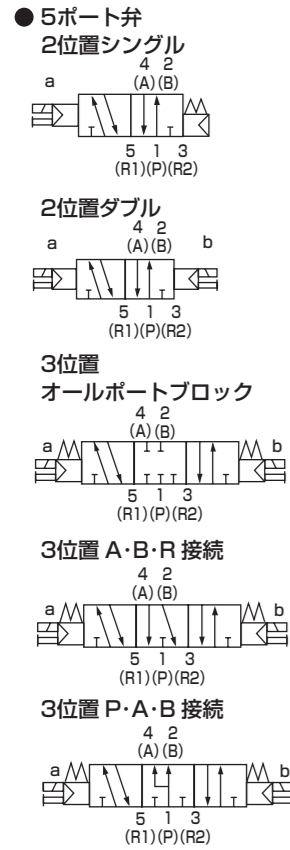 ● 5ポート弁
2位置シングル
4 2
a (A)(B)
5 1 3
(R1)(P)(R2)
2位置ダブル
4 2
a (A)(B) b
5 1 3
(R1)(P)(R2)
3位置
オールポートブロック
4 2
(A)(B)
a b
5 1 3
(R1)(P)(R2)
3位置 A・B・R 接続
4 2
(A)(B)
a b
5 1 3
(R1)(P)(R2)
3位置 P・A・B 接続
4 2
(A)(B)
a b
5 1 3
(R1)(P)(R2)